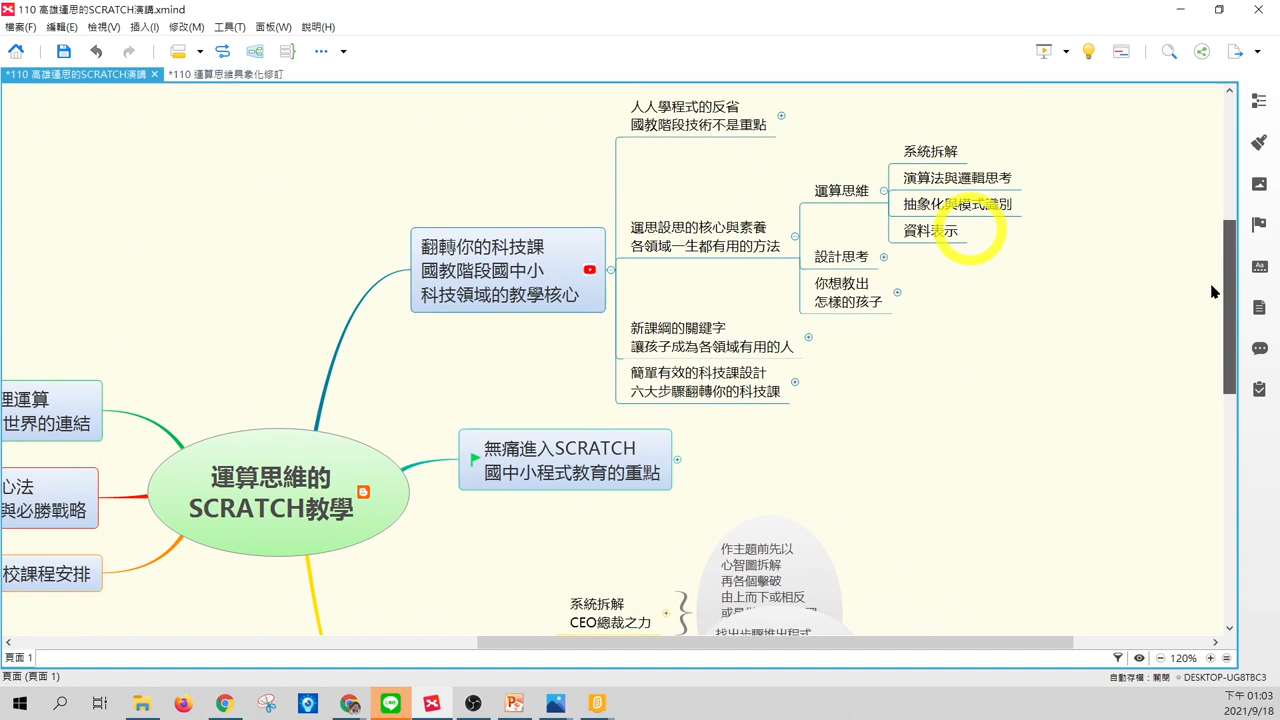 110 高雄運思的SCRATCH演講.xmind
檔案(F) 編輯(E) 檢視(V) 插入(I) 修改(M) 工具(T) 面板(W) 說明(H)
*110 高雄運思的SCRATCH演講
*110 運算思維具象化修訂
人人學程式的反省
國教階段技術不是重點
系統拆解
演算法與邏輯思考
抽象化與模式識別
資料表示
運算思維
運思設思的核心與素養
各領域一生都有用的方法
設計思考
你想教出
怎樣的孩子
翻轉你的科技課
國教階段國中小
科技領域的教學核心
新課綱的關鍵字
讓孩子成為各領域有用的人
簡單有效的科技課設計
六大步驟翻轉你的科技課
理運算
世界的連結
無痛進入SCRATCH
國中小程式教育的重點
運算思維的
SCRATCH教學
心法
與必勝戰略
校課程安排
作主題前先以
心智圖拆解
再各個擊破
由上而下或相反
系統拆解
CEO總裁之力
找出步驟推出程式
頁面 1
120%
頁面 (頁面 1)
自動存檔：關閉
DESKTOP-UG8TBC3
下午 01:03
2021/9/18